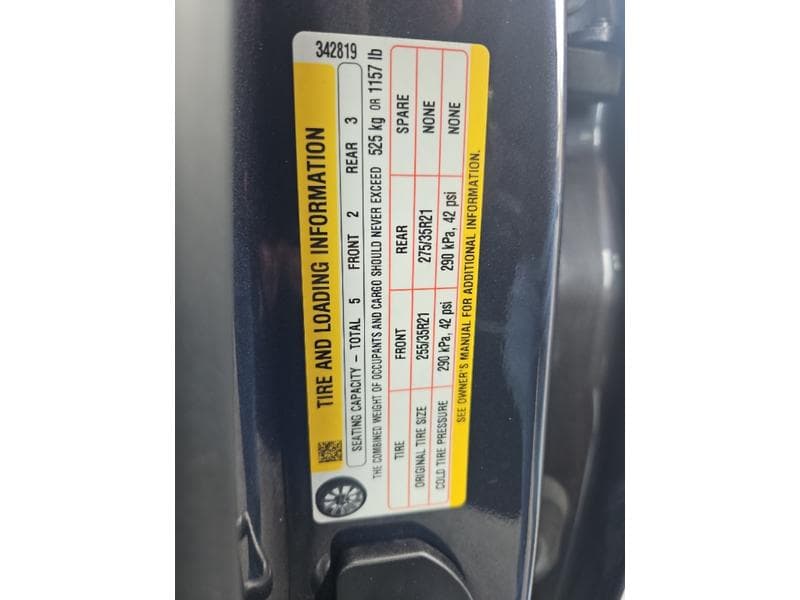 342819
TIRE AND LOADING INFORMATION
SEATING CAPACITY – TOTAL 5 FRONT 2 REAR 3
THE COMBINED WEIGHT OF OCCUPANTS AND CARGO SHOULD NEVER EXCEED 525 kg OR 1157 lb
TIRE FRONT REAR SPARE
ORIGINAL TIRE SIZE 255/35R21 275/35R21 NONE
COLD TIRE PRESSURE 290 kPa, 42 psi 290 kPa, 42 psi NONE
SEE OWNER'S MANUAL FOR ADDITIONAL INFORMATION.